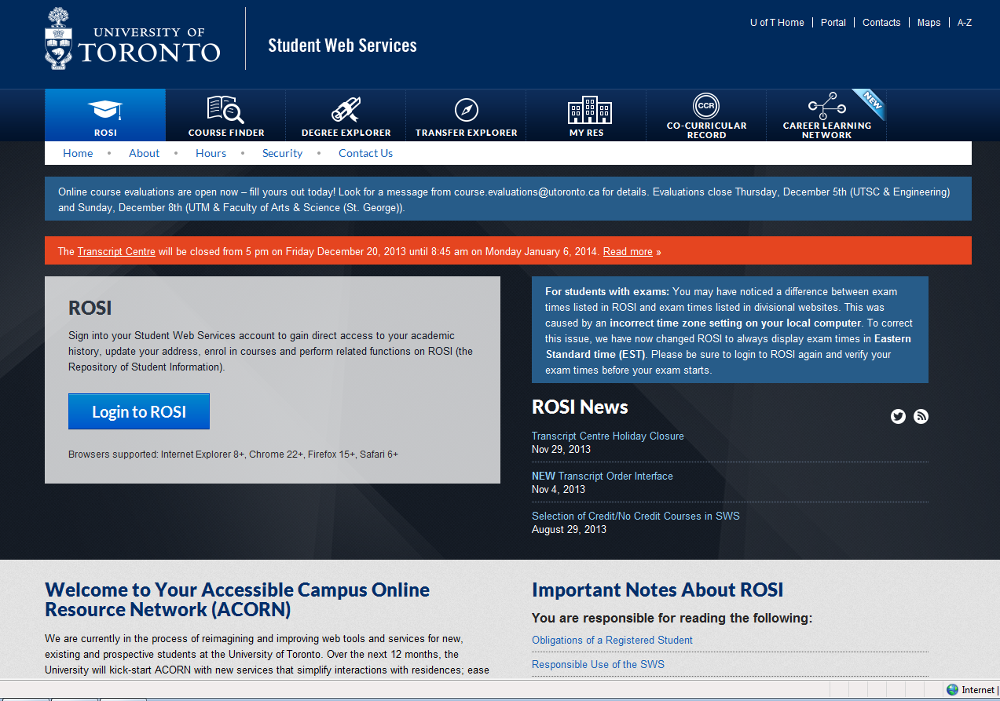 UNIVERSITY OF
TORONTO
Student Web Services
U of T Home | Portal | Contacts | Maps | A-Z
ROSI
COURSE FINDER
DEGREE EXPLORER
TRANSFER EXPLORER
MY RES
CCR
CO-CURRICULAR
RECORD
NEW
CAREER LEARNING
NETWORK
Home • About • Hours • Security • Contact Us
Online course evaluations are open now – fill yours out today! Look for a message from course.evaluations@utoronto.ca for details. Evaluations close Thursday, December 5th (UTSC & Engineering)
and Sunday, December 8th (UTM & Faculty of Arts & Science (St. George)).
The Transcript Centre will be closed from 5 pm on Friday December 20, 2013 until 8:45 am on Monday January 6, 2014. Read more »
ROSI
Sign into your Student Web Services account to gain direct access to your academic
history, update your address, enrol in courses and perform related functions on ROSI (the
Repository of Student Information).
Login to ROSI
Browsers supported: Internet Explorer 8+, Chrome 22+, Firefox 15+, Safari 6+
For students with exams: You may have noticed a difference between exam
times listed in ROSI and exam times listed in divisional websites. This was
caused by an incorrect time zone setting on your local computer. To correct
this issue, we have now changed ROSI to always display exam times in Eastern
Standard time (EST). Please be sure to login to ROSI again and verify your
exam times before your exam starts.
ROSI News
Transcript Centre Holiday Closure
Nov 29, 2013
NEW Transcript Order Interface
Nov 4, 2013
Selection of Credit/No Credit Courses in SWS
August 29, 2013
Welcome to Your Accessible Campus Online
Resource Network (ACORN)
We are currently in the process of reimagining and improving web tools and services for new,
existing and prospective students at the University of Toronto. Over the next 12 months, the
University will kick-start ACORN with new services that simplify interactions with residences; ease
Important Notes About ROSI
You are responsible for reading the following:
Obligations of a Registered Student
Responsible Use of the SWS
Internet |